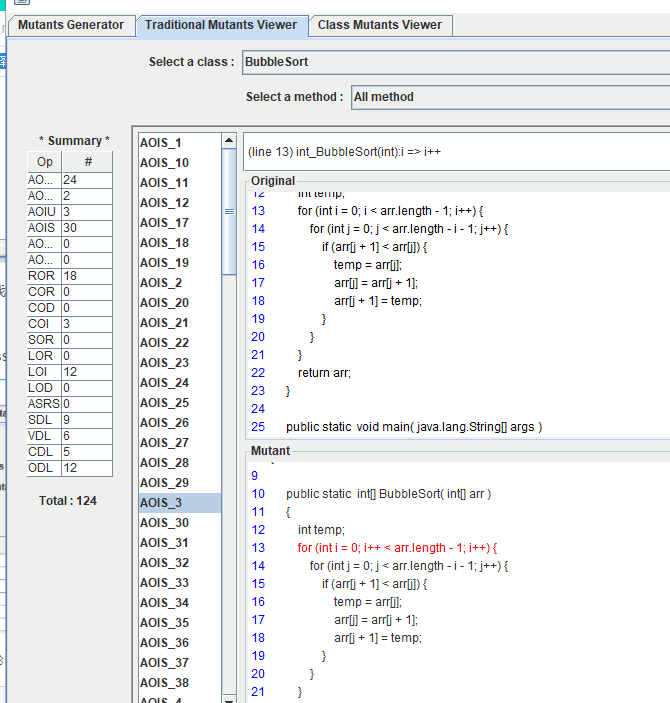 Mutants Generator Traditional Mutants Viewer Class Mutants Viewer
Select a class : BubbleSort
Select a method : All method
* Summary *
Op #
AO... 24
AO... 2
AOIU 3
AOIS 30
AO... 0
AO... 0
ROR 18
COR 0
COD 0
COI 3
SOR 0
LOR 0
LOI 12
LOD 0
ASRS 0
SDL 9
VDL 6
CDL 5
ODL 12
Total : 124
AOIS_1
AOIS_10
AOIS_11
AOIS_12
AOIS_17
AOIS_18
AOIS_19
AOIS_2
AOIS_20
AOIS_21
AOIS_22
AOIS_23
AOIS_24
AOIS_25
AOIS_26
AOIS_27
AOIS_28
AOIS_29
AOIS_3
AOIS_30
AOIS_31
AOIS_32
AOIS_33
AOIS_34
AOIS_35
AOIS_36
AOIS_37
AOIS_38
AOIS_4
(line 13) int_BubbleSort(int):i => i++
Original
12 int temp;
13 for (int i = 0; i < arr.length - 1; i++) {
14 for (int j = 0; j < arr.length - i - 1; j++) {
15 if (arr[j + 1] < arr[j]) {
16 temp = arr[j];
17 arr[j] = arr[j + 1];
18 arr[j + 1] = temp;
19 }
20 }
21 }
22 return arr;
23 }
24
25 public static void main( java.lang.String[] args )
Mutant
9
10 public static int[] BubbleSort( int[] arr )
11 {
12 int temp;
13 for (int i = 0; i++ < arr.length - 1; i++) {
14 for (int j = 0; j < arr.length - i - 1; j++) {
15 if (arr[j + 1] < arr[j]) {
16 temp = arr[j];
17 arr[j] = arr[j + 1];
18 arr[j + 1] = temp;
19 }
20 }
21 }